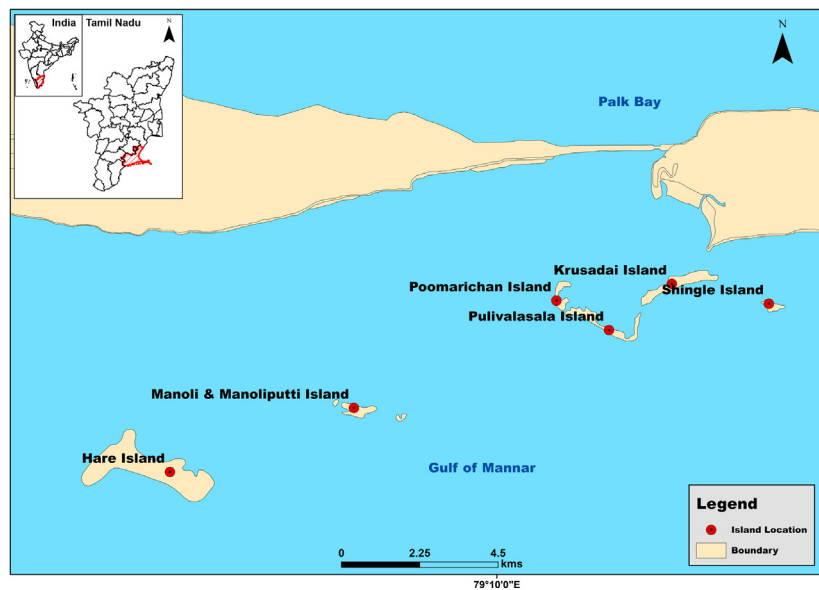 India
Tamil Nadu
N
N
Palk Bay
Krusadai Island
Poomarichan Island
Shingle Island
Pulivalasala Island
Manoli & Manoliputti Island
Hare Island
Gulf of Mannar
Legend
Island Location
Boundary
0 2.25 4.5
kms
79°10'0"E